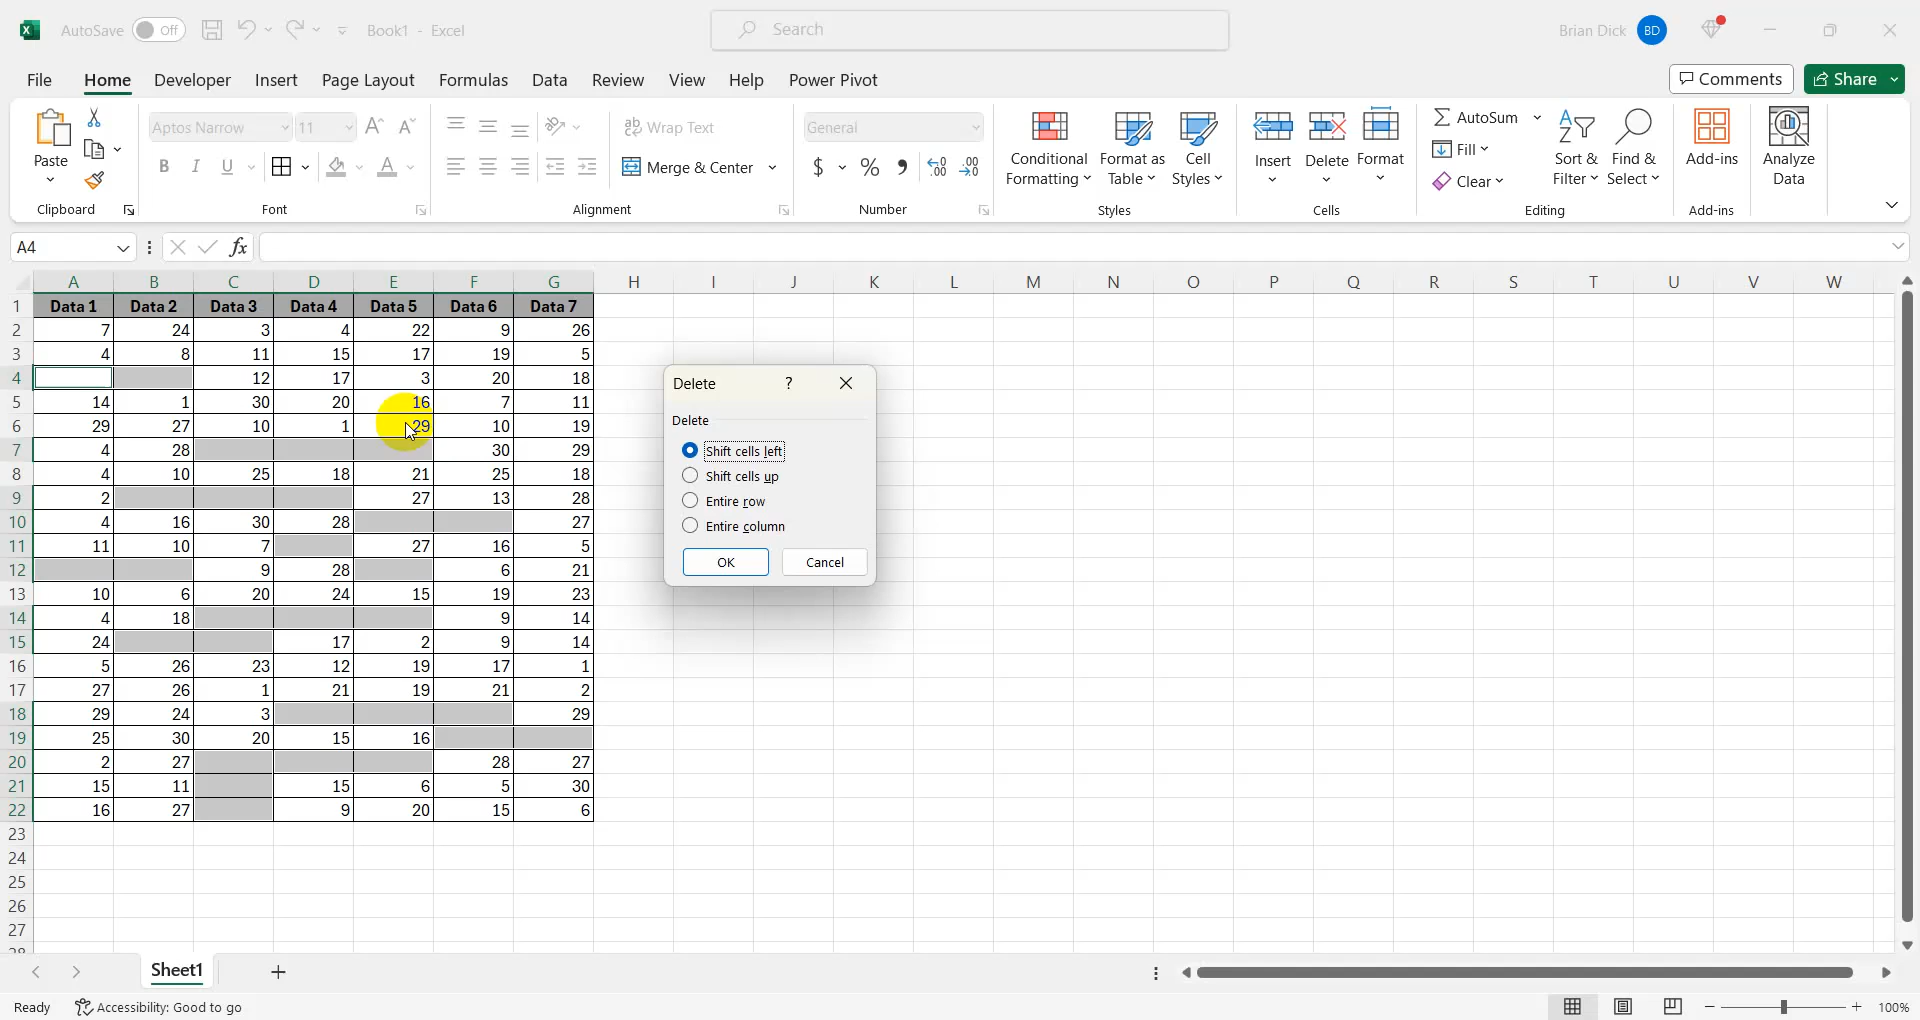 AutoSave Off Book1 - Excel Search Brian Dick BD
File Home Developer Insert Page Layout Formulas Data Review View Help Power Pivot Comments Share
Paste Aptos Narrow 11 A A ab Wrap Text General Conditional Formatting Format as Table Cell Styles Insert Delete Format AutoSum Fill Clear Sort & Filter Find & Select Add-ins Analyze Data
B I U A Merge & Center $ % , .00
Clipboard Font Alignment Number Styles Cells Editing Add-ins
A4 fx
A B C D E F G H I J K L M N O P Q R S T U V W
1 Data 1 Data 2 Data 3 Data 4 Data 5 Data 6 Data 7
2 7 24 3 4 22 9 26
3 4 8 11 15 17 19 5
4 12 17 3 20 18
5 14 1 30 20 16 7 11
6 29 27 10 1 29 10 19
7 4 28 30 29
8 4 10 25 18 21 25 18
9 2 27 13 28
10 4 16 30 28 27
11 11 10 7 27 16 5
12 9 28 6 21
13 10 6 20 24 15 19 23
14 4 18 9 14
15 24 17 2 9 14
16 5 26 23 12 19 17 1
17 27 26 1 21 19 21 2
18 29 24 3 29
19 25 30 20 15 16
20 2 27 28 27
21 15 11 15 6 5 30
22 16 27 9 20 15 6
23
24
25
26
27
28
Delete ?
Delete
Shift cells left
Shift cells up
Entire row
Entire column
OK Cancel
Sheet1
Ready Accessibility: Good to go 100%